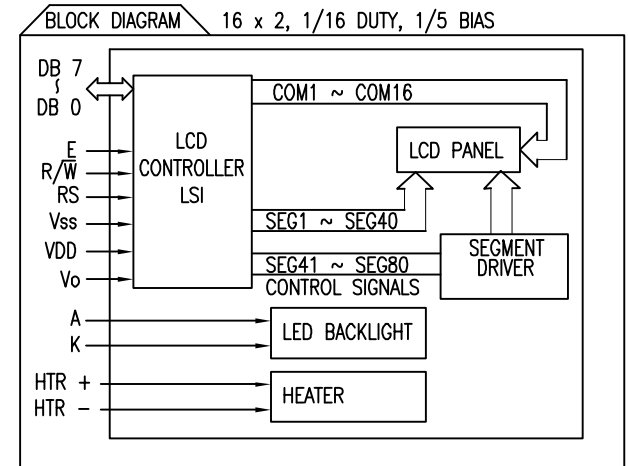 BLOCK DIAGRAM 16 x 2, 1/16 DUTY, 1/5 BIAS
DB 7
~
DB 0
E
R/W̅
RS
Vss
VDD
Vo
A
K
HTR +
HTR -
LCD
CONTROLLER
LSI
COM1 ~ COM16
LCD PANEL
SEG1 ~ SEG40
SEG41 ~ SEG80
CONTROL SIGNALS
SEGMENT
DRIVER
LED BACKLIGHT
HEATER